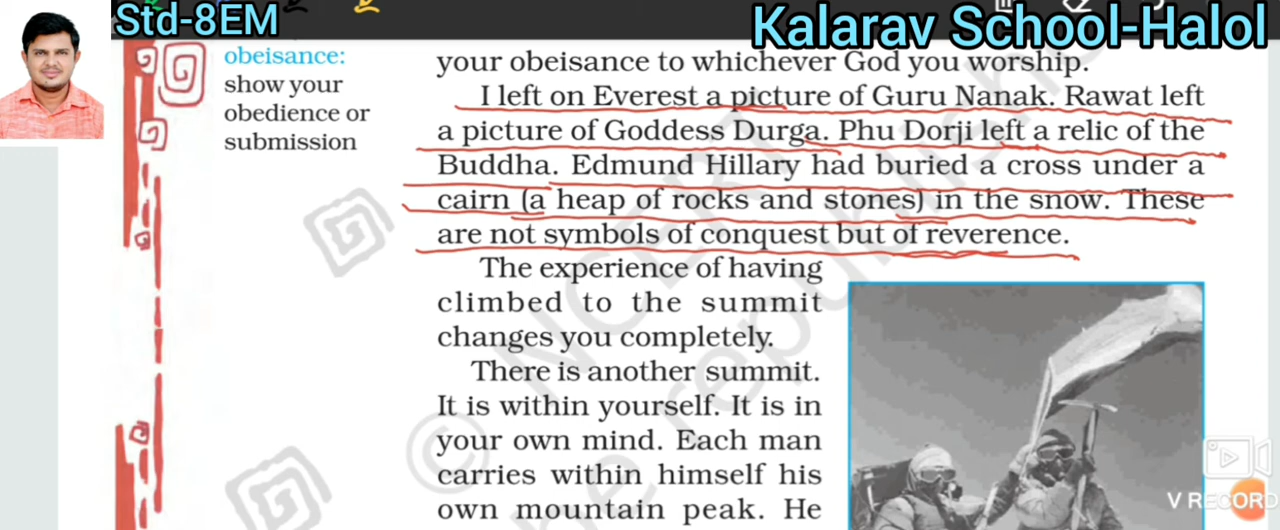 Std-8EM
Kalarav School-Halol
obeisance:
show your
obedience or
submission
your obeisance to whichever God you worship.
I left on Everest a picture of Guru Nanak. Rawat left
a picture of Goddess Durga. Phu Dorji left a relic of the
Buddha. Edmund Hillary had buried a cross under a
cairn (a heap of rocks and stones) in the snow. These
are not symbols of conquest but of reverence.
The experience of having
climbed to the summit
changes you completely.
There is another summit.
It is within yourself. It is in
your own mind. Each man
carries within himself his
own mountain peak. He
© NCERT
be republished
V RECORD